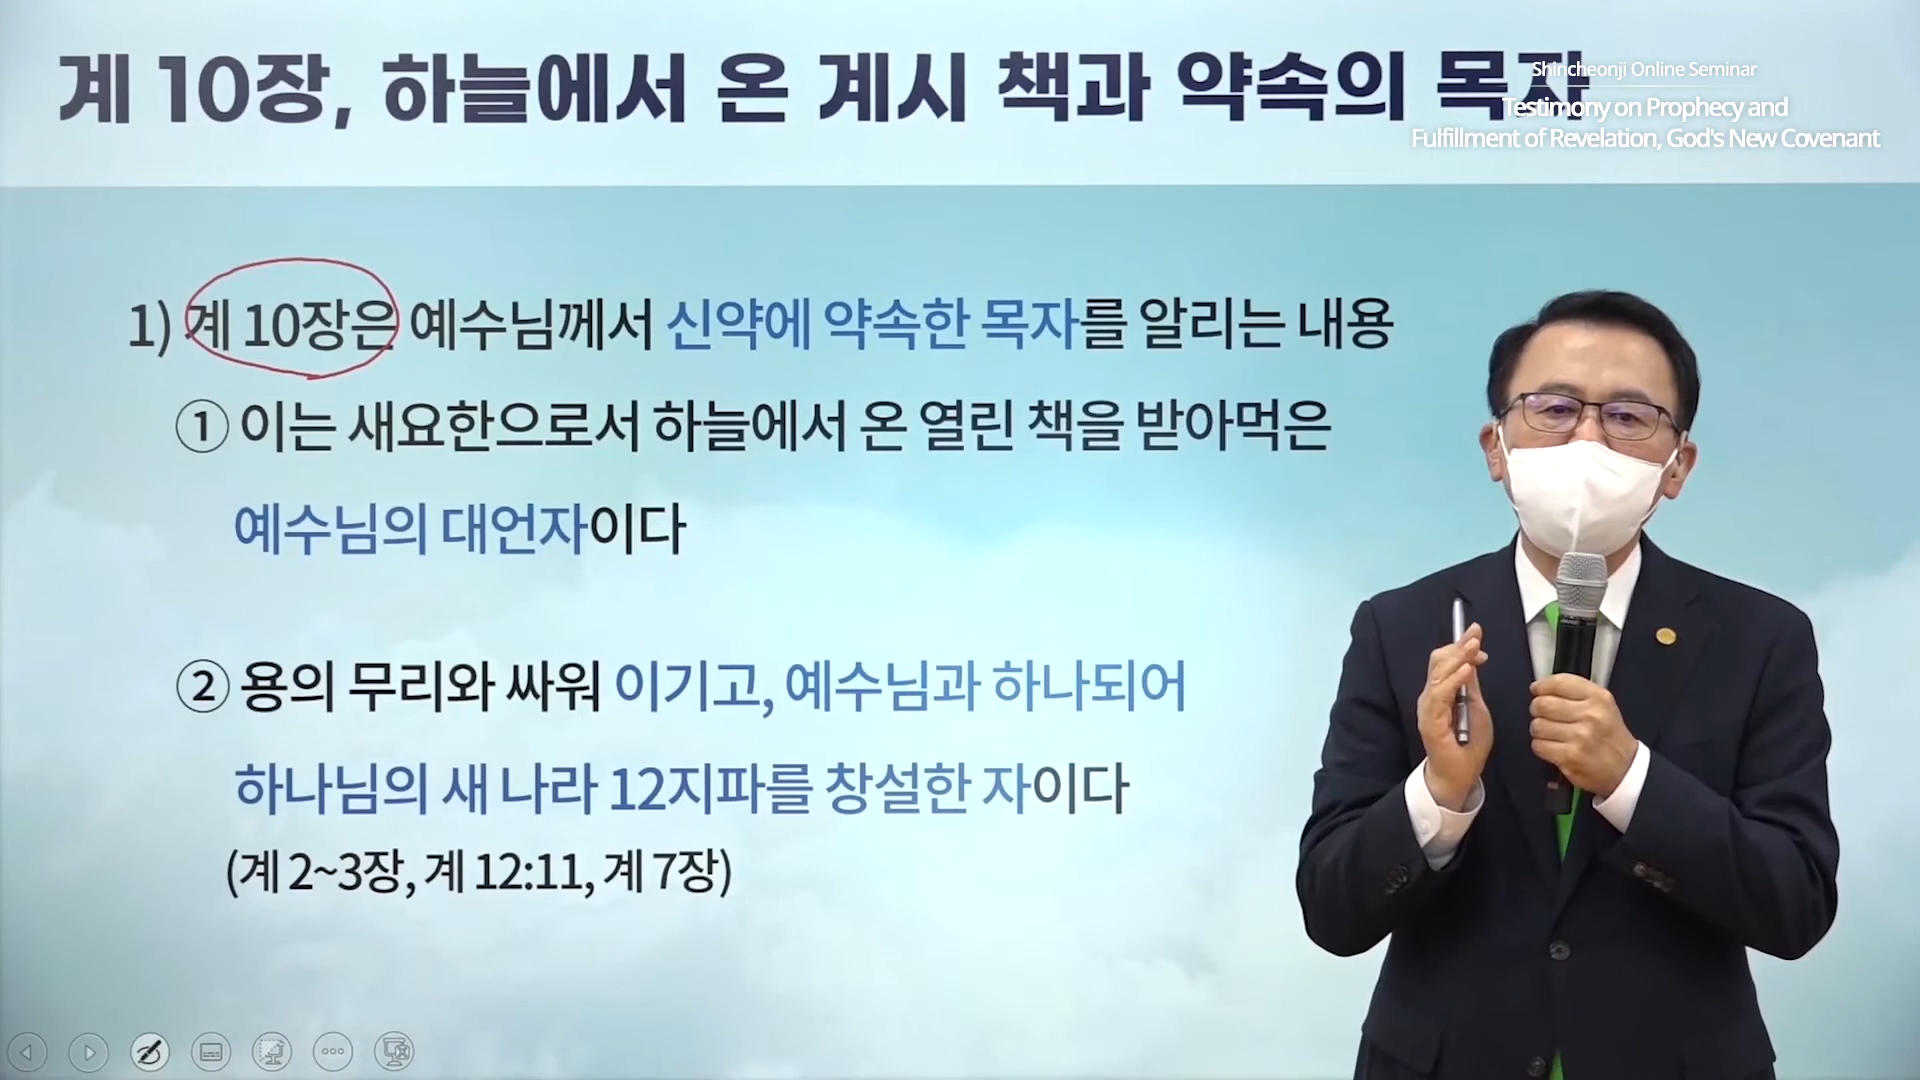 계 10장, 하늘에서 온 계시 책과 약속의 목자
Shincheonji Online Seminar
Testimony on Prophecy and
Fulfillment of Revelation, God's New Covenant
1) 계 10장은 예수님께서 신약에 약속한 목자를 알리는 내용
① 이는 새요한으로서 하늘에서 온 열린 책을 받아먹은
예수님의 대언자이다
② 용의 무리와 싸워 이기고, 예수님과 하나되어
하나님의 새 나라 12지파를 창설한 자이다
(계 2~3장, 계 12:11, 계 7장)